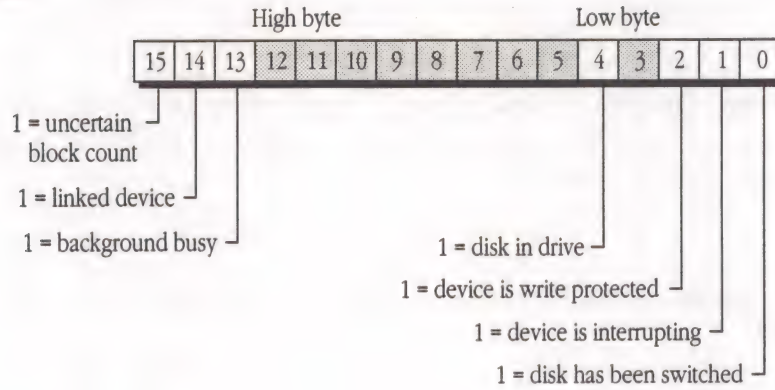 High byte Low byte
15 14 13 12 11 10 9 8 7 6 5 4 3 2 1 0
1 = uncertain
block count
1 = linked device
1 = background busy
1 = disk in drive
1 = device is write protected
1 = device is interrupting
1 = disk has been switched